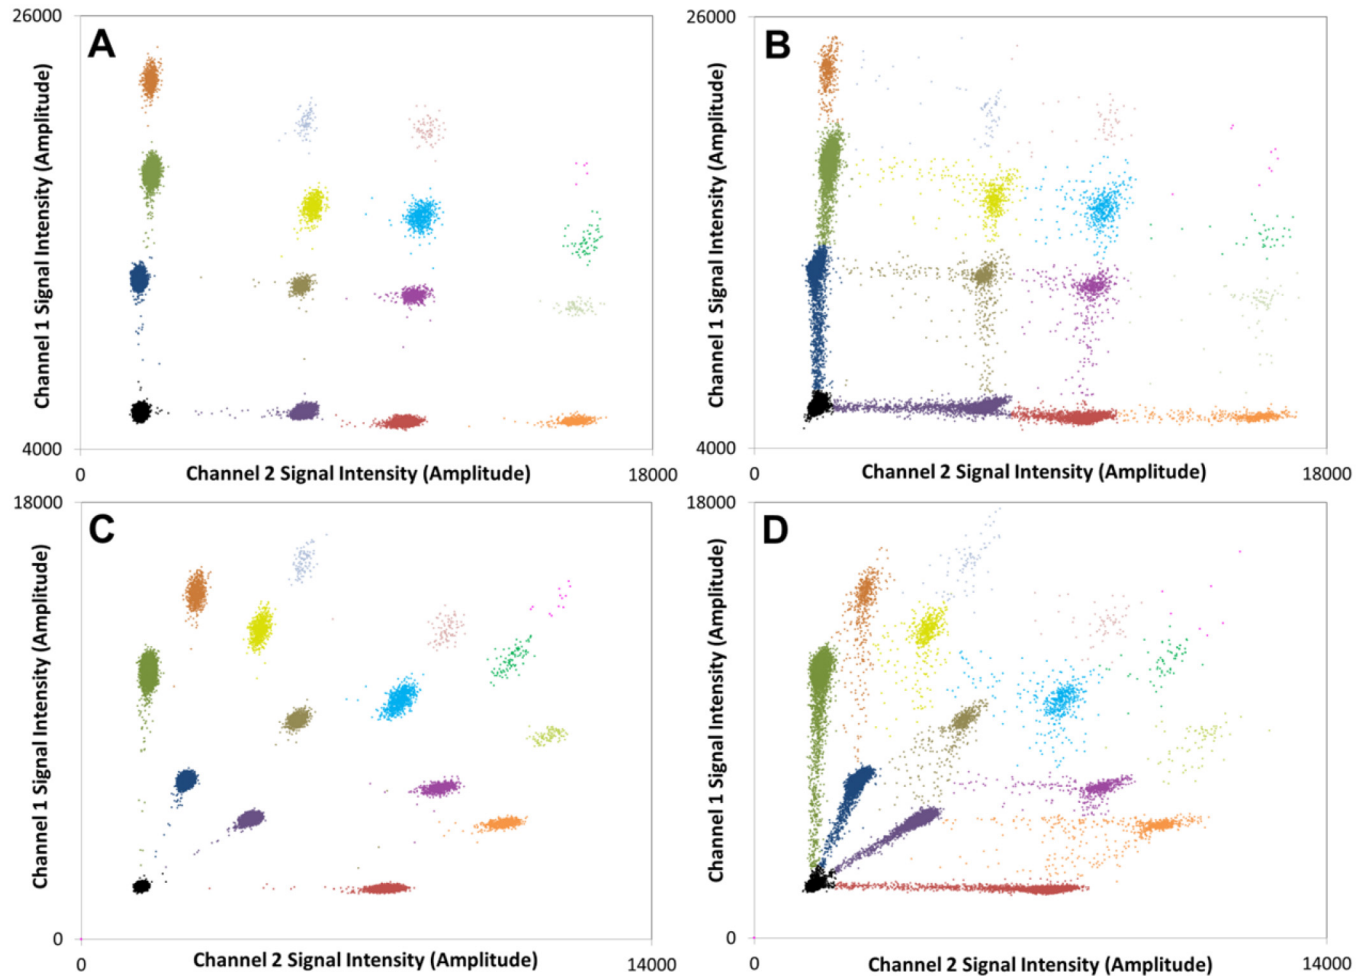 26000
A
Channel 1 Signal Intensity (Amplitude)
4000
0
Channel 2 Signal Intensity (Amplitude)
18000
26000
B
Channel 1 Signal Intensity (Amplitude)
4000
0
Channel 2 Signal Intensity (Amplitude)
18000
18000
C
Channel 1 Signal Intensity (Amplitude)
0
0
Channel 2 Signal Intensity (Amplitude)
14000
18000
D
Channel 1 Signal Intensity (Amplitude)
0
0
Channel 2 Signal Intensity (Amplitude)
14000